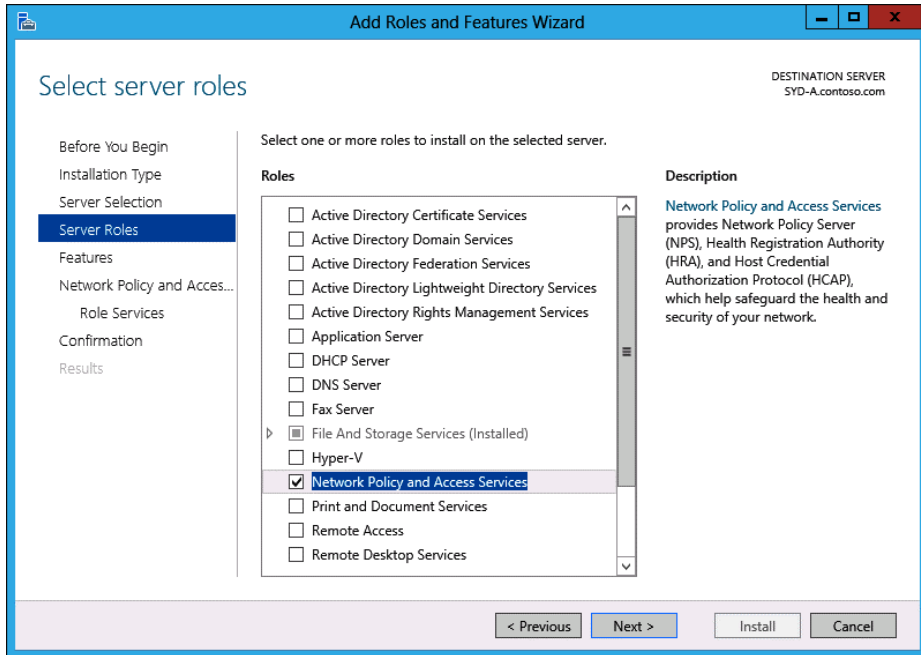 Add Roles and Features Wizard
Select server roles
DESTINATION SERVER
SYD-A.contoso.com
Before You Begin
Installation Type
Server Selection
Server Roles
Features
Network Policy and Acces...
Role Services
Confirmation
Results
Select one or more roles to install on the selected server.
Roles
Active Directory Certificate Services
Active Directory Domain Services
Active Directory Federation Services
Active Directory Lightweight Directory Services
Active Directory Rights Management Services
Application Server
DHCP Server
DNS Server
Fax Server
File And Storage Services (Installed)
Hyper-V
Network Policy and Access Services
Print and Document Services
Remote Access
Remote Desktop Services
Description
Network Policy and Access Services
provides Network Policy Server
(NPS), Health Registration Authority
(HRA), and Host Credential
Authorization Protocol (HCAP),
which help safeguard the health and
security of your network.
< Previous
Next >
Install
Cancel